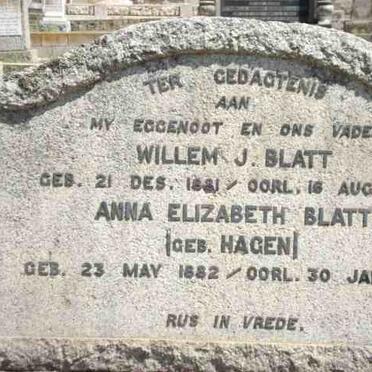 TER GEDAGTENIS
AAN
MY EGGENOOT EN ONS VADE
WILLEM J. BLATT
GEB. 21 DES. 1881 / OORL. 16 AUG
ANNA ELIZABETH BLATT
(GEB. HAGEN)
GEB. 23 MAY 1882 / OORL. 30 JA
RUS IN VREDE.